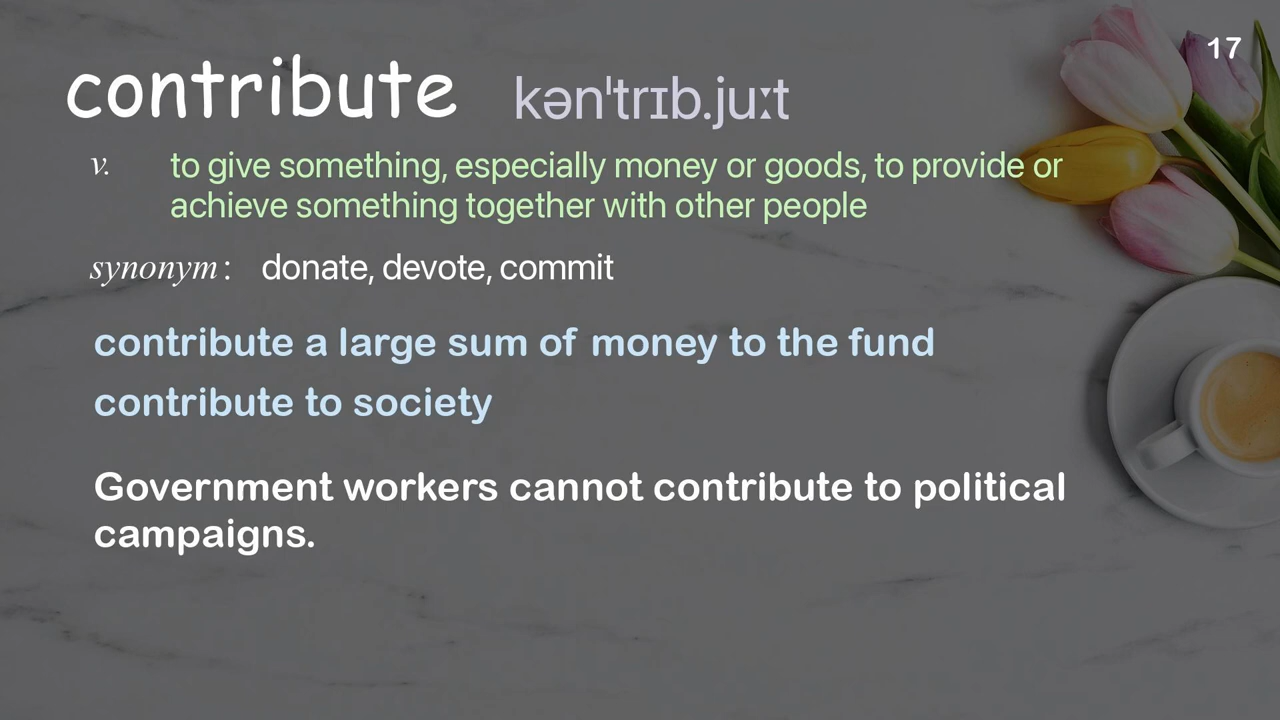 17
contribute kənˈtrɪb.juːt
v. to give something, especially money or goods, to provide or
achieve something together with other people
synonym : donate, devote, commit
contribute a large sum of money to the fund
contribute to society
Government workers cannot contribute to political
campaigns.